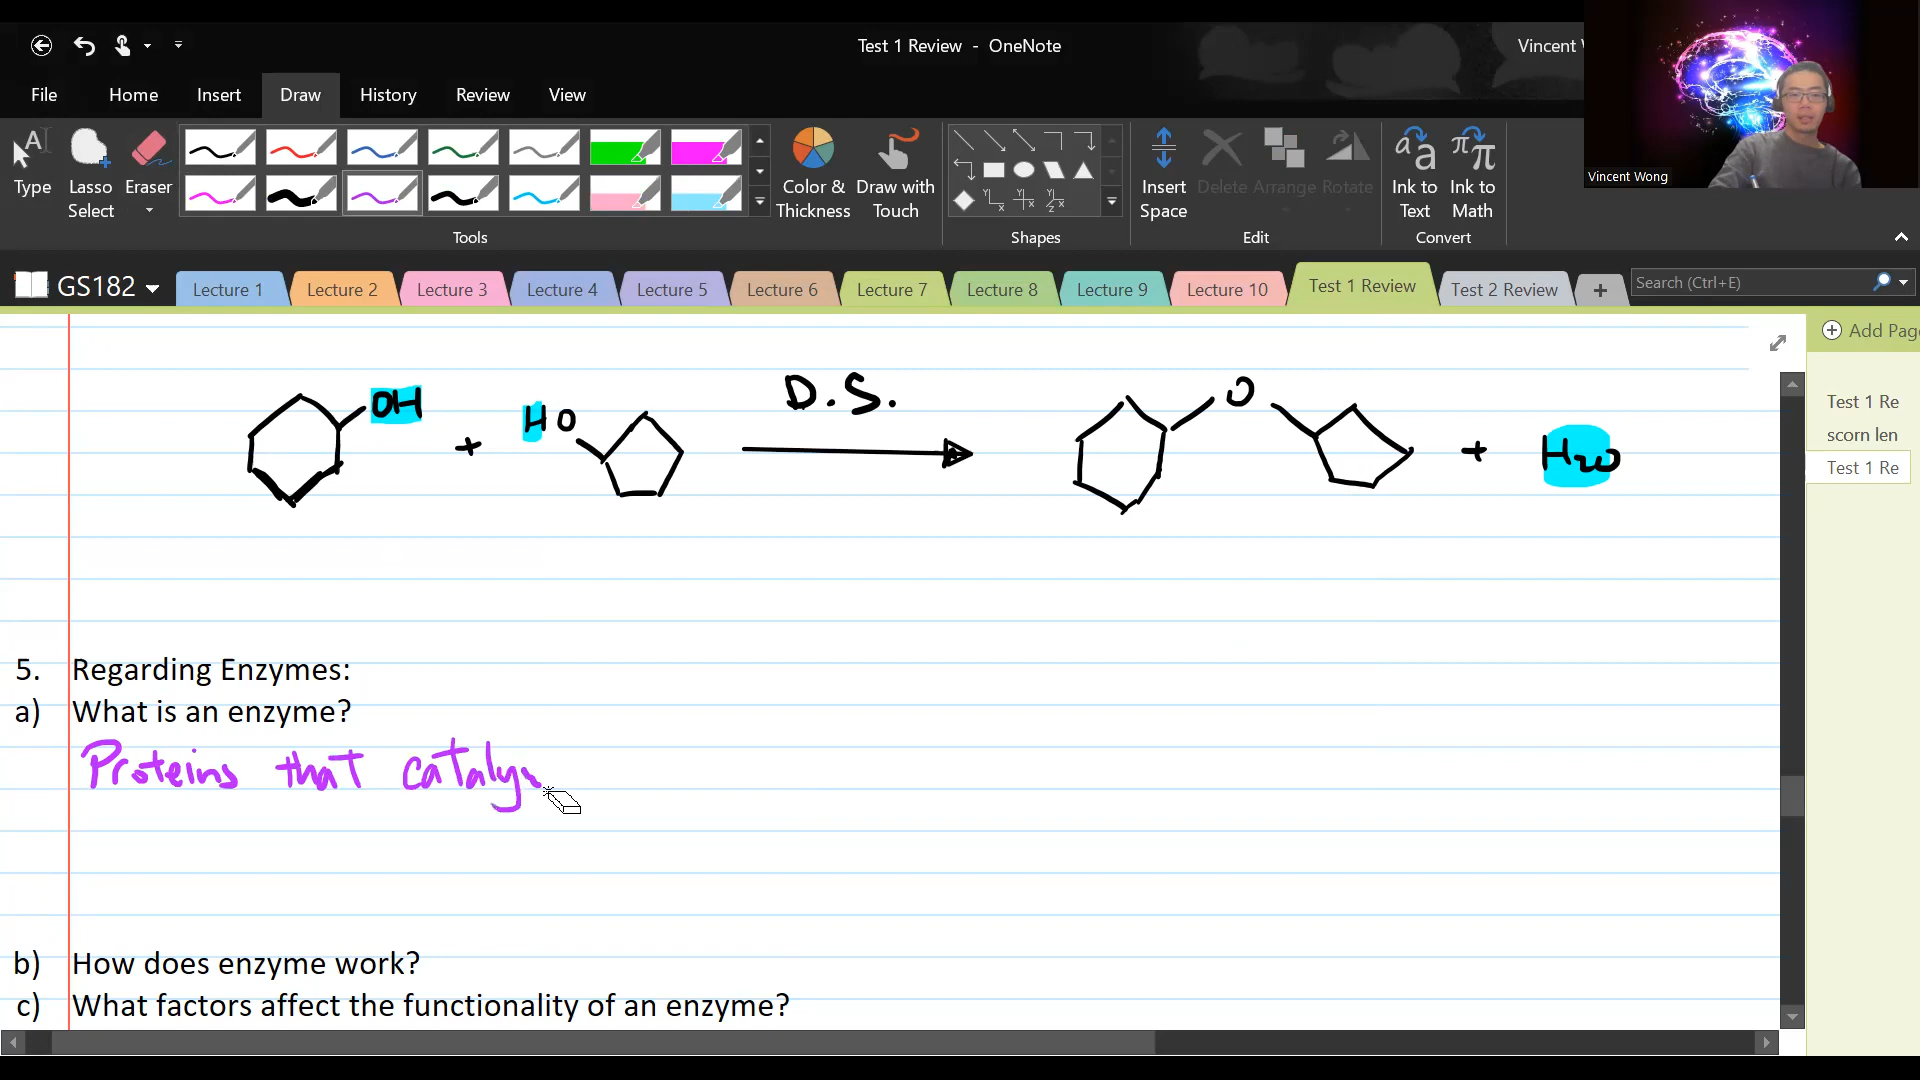 Test 1 Review - OneNote
Vincent W
File Home Insert Draw History Review View
Type
Lasso Select
Eraser
Color & Thickness
Draw with Touch
Insert Space
Delete Arrange Rotate
Ink to Text
Ink to Math
Tools
Shapes
Edit
Convert
Vincent Wong
GS182
Lecture 1 Lecture 2 Lecture 3 Lecture 4 Lecture 5 Lecture 6 Lecture 7 Lecture 8 Lecture 9 Lecture 10 Test 1 Review Test 2 Review +
Search (Ctrl+E)
Add Pag
Test 1 Re
scorn len
Test 1 Re
OH + HO D.S. O + H2O
5. Regarding Enzymes:
a) What is an enzyme?
Proteins that cataly
b) How does enzyme work?
c) What factors affect the functionality of an enzyme?